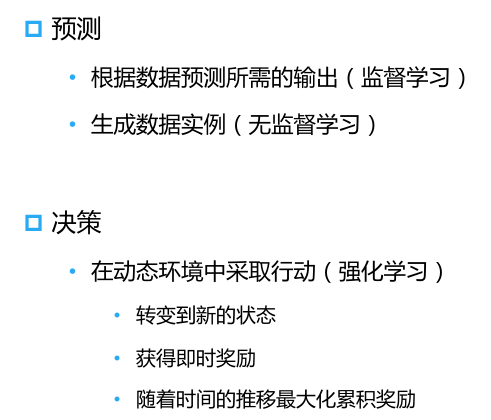 预测
根据数据预测所需的输出（监督学习）
生成数据实例（无监督学习）
决策
在动态环境中采取行动（强化学习）
转变到新的状态
获得即时奖励
随着时间的推移最大化累积奖励